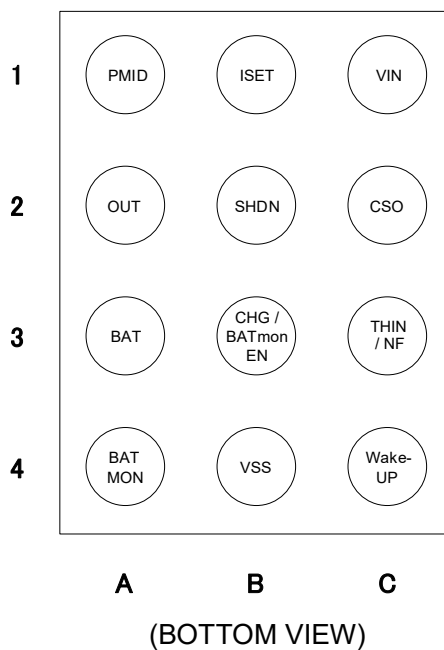 1
PMID
ISET
VIN
2
OUT
SHDN
CSO
3
BAT
CHG /
BATmon
EN
THIN
/ NF
4
BAT
MON
VSS
Wake-
UP
A
B
C
(BOTTOM VIEW)